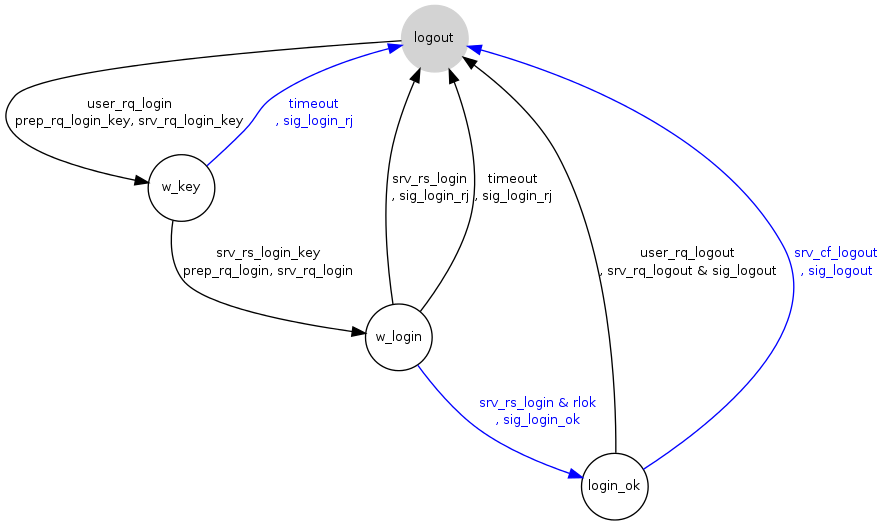 logout
user_rq_login
prep_rq_login_key, srv_rq_login_key
timeout
, sig_login_rj
w_key
srv_rs_login
, sig_login_rj
timeout
, sig_login_rj
srv_rs_login_key
prep_rq_login, srv_rq_login
user_rq_logout
, srv_rq_logout & sig_logout
srv_cf_logout
, sig_logout
w_login
srv_rs_login & rlok
, sig_login_ok
login_ok